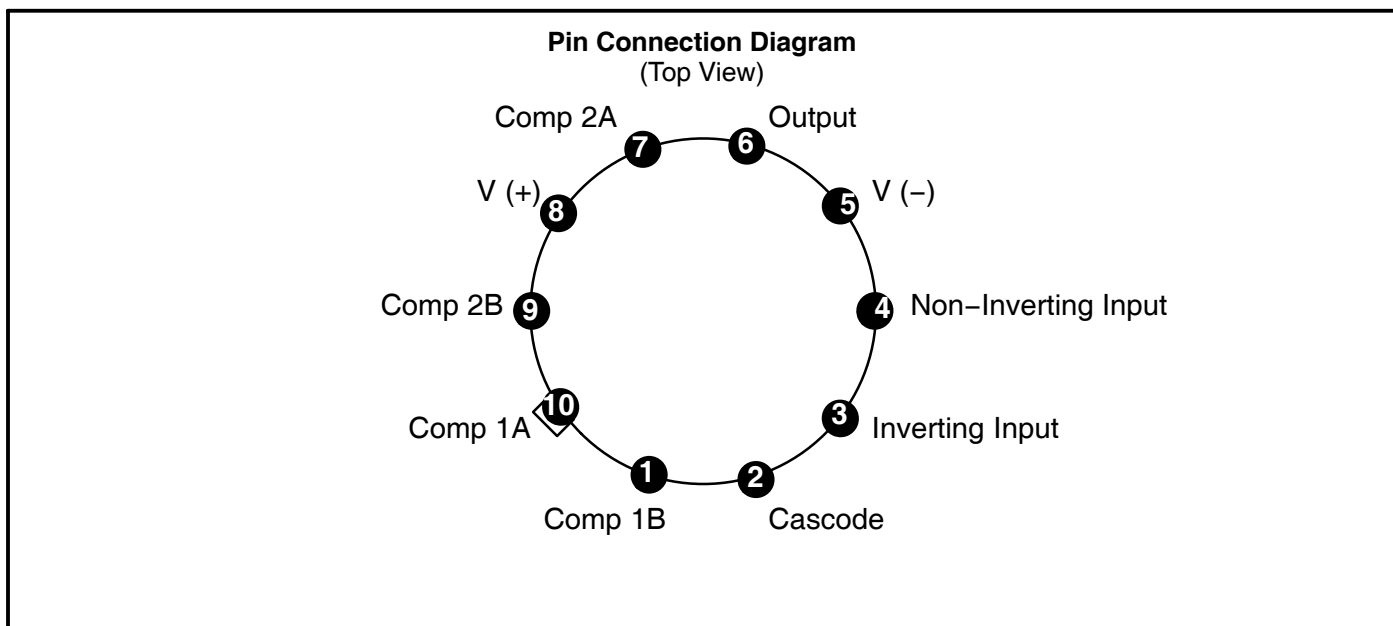 Pin Connection Diagram
(Top View)
Comp 2A
7
6
Output
V (+)
8
5
V (−)
Comp 2B
9
4
Non−Inverting Input
Comp 1A
10
3
Inverting Input
1
2
Comp 1B
Cascode